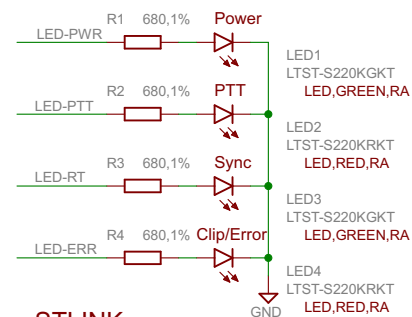 R1 680,1% Power
LED-PWR
LED1
LTST-S220KGKT
LED,GREEN,RA
R2 680,1% PTT
LED-PTT
LED2
LTST-S220KRKT
LED,RED,RA
R3 680,1% Sync
LED-RT
LED3
LTST-S220KGKT
LED,GREEN,RA
R4 680,1% Clip/Error
LED-ERR
LED4
LTST-S220KRKT
LED,RED,RA
GND
STLINK